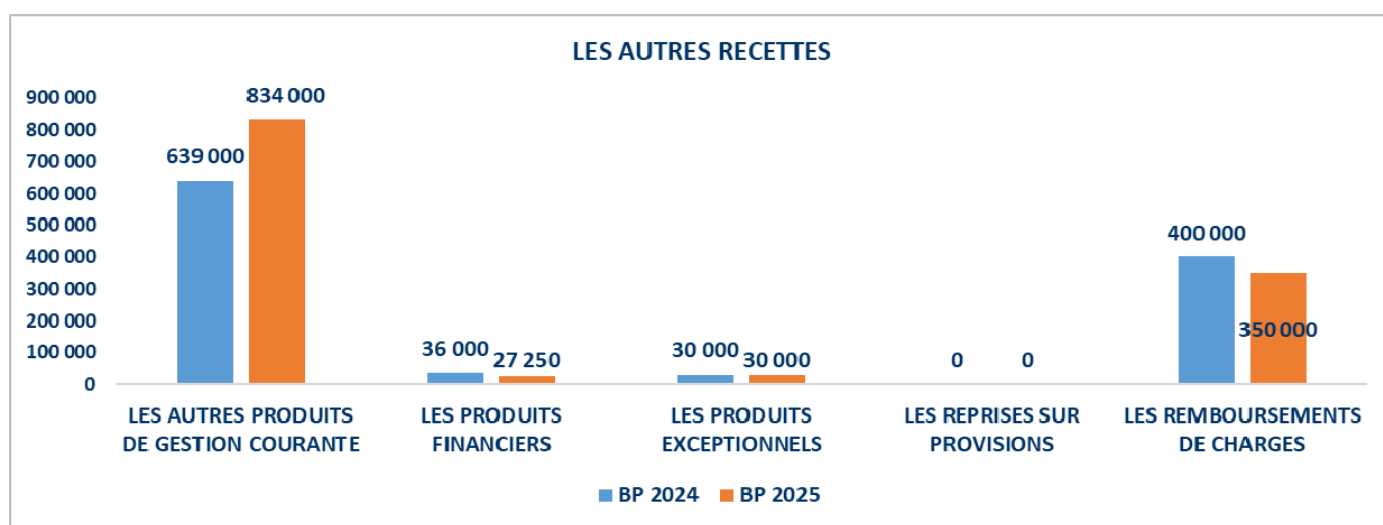 LES AUTRES RECETTES
900 000
800 000
700 000
600 000
500 000
400 000
300 000
200 000
100 000
0
639 000
834 000
36 000
27 250
30 000
30 000
0
0
400 000
350 000
LES AUTRES PRODUITS
DE GESTION COURANTE
LES PRODUITS
FINANCIERS
LES PRODUITS
EXCEPTIONNELS
LES REPRISES SUR
PROVISIONS
LES REMBOURSEMENTS
DE CHARGES
BP 2024
BP 2025